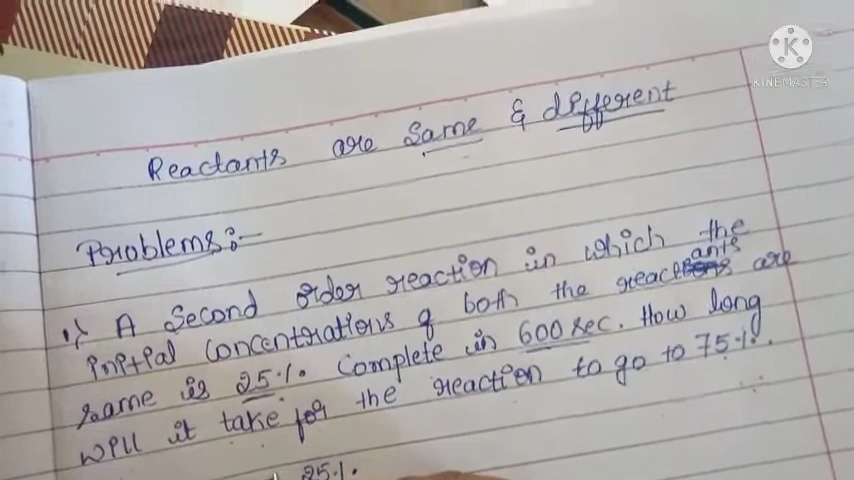 KINEMASTER
Reactants are Same & different
Problems:-
1) A Second order reaction in which the
initial concentrations of both the reactants are
same is 25%. Complete in 600 sec. How long
will it take for the reaction to go to 75%.
25%.